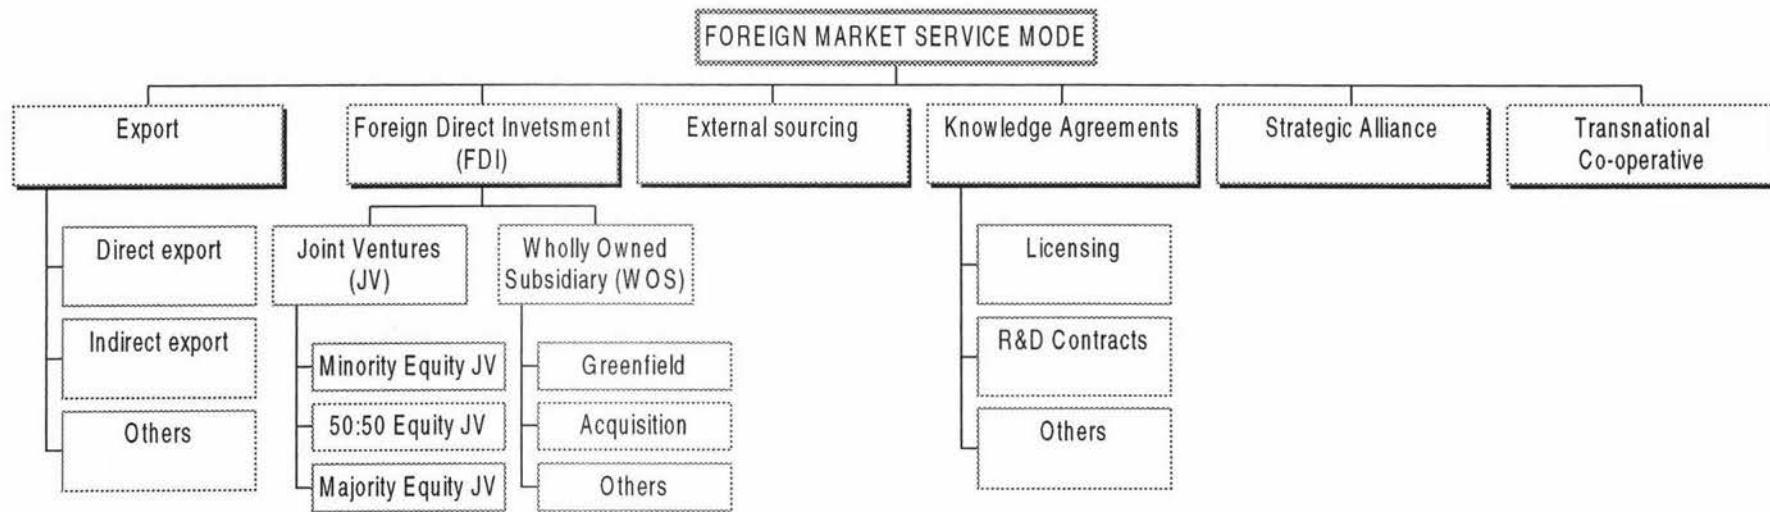 FOREIGN MARKET SERVICE MODE
Export
Foreign Direct Invetsment
(FDI)
External sourcing
Knowledge Agreements
Strategic Alliance
Transnational
Co-operative
Direct export
Indirect export
Others
Joint Ventures
(JV)
Minority Equity JV
50:50 Equity JV
Majority Equity JV
Wholly Owned
Subsidiary (WOS)
Greenfield
Acquisition
Others
Licensing
R&D Contracts
Others